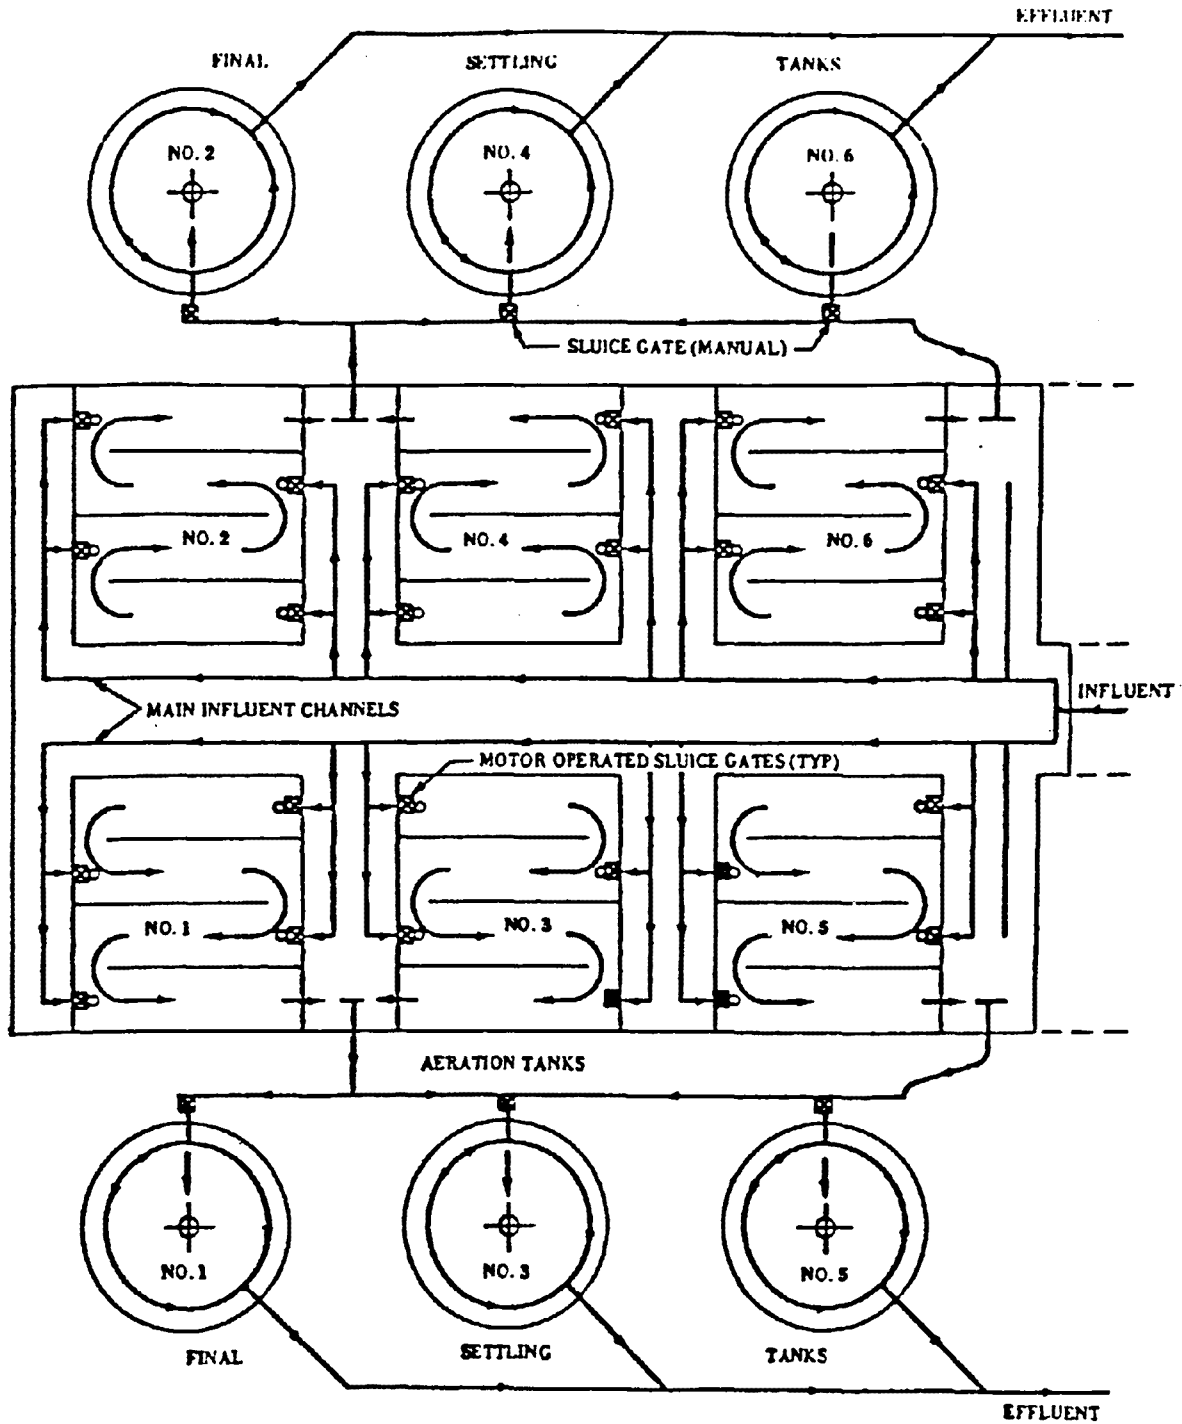 EFFLUENT
FINAL SETTLING TANKS
NO. 2 NO. 4 NO. 6
SLUICE GATE (MANUAL)
NO. 2 NO. 4 NO. 6
INFLUENT
MAIN INFLUENT CHANNELS
MOTOR OPERATED SLUICE GATES (TYP)
NO. 1 NO. 3 NO. 5
AERATION TANKS
NO. 1 NO. 3 NO. 5
FINAL SETTLING TANKS
EFFLUENT